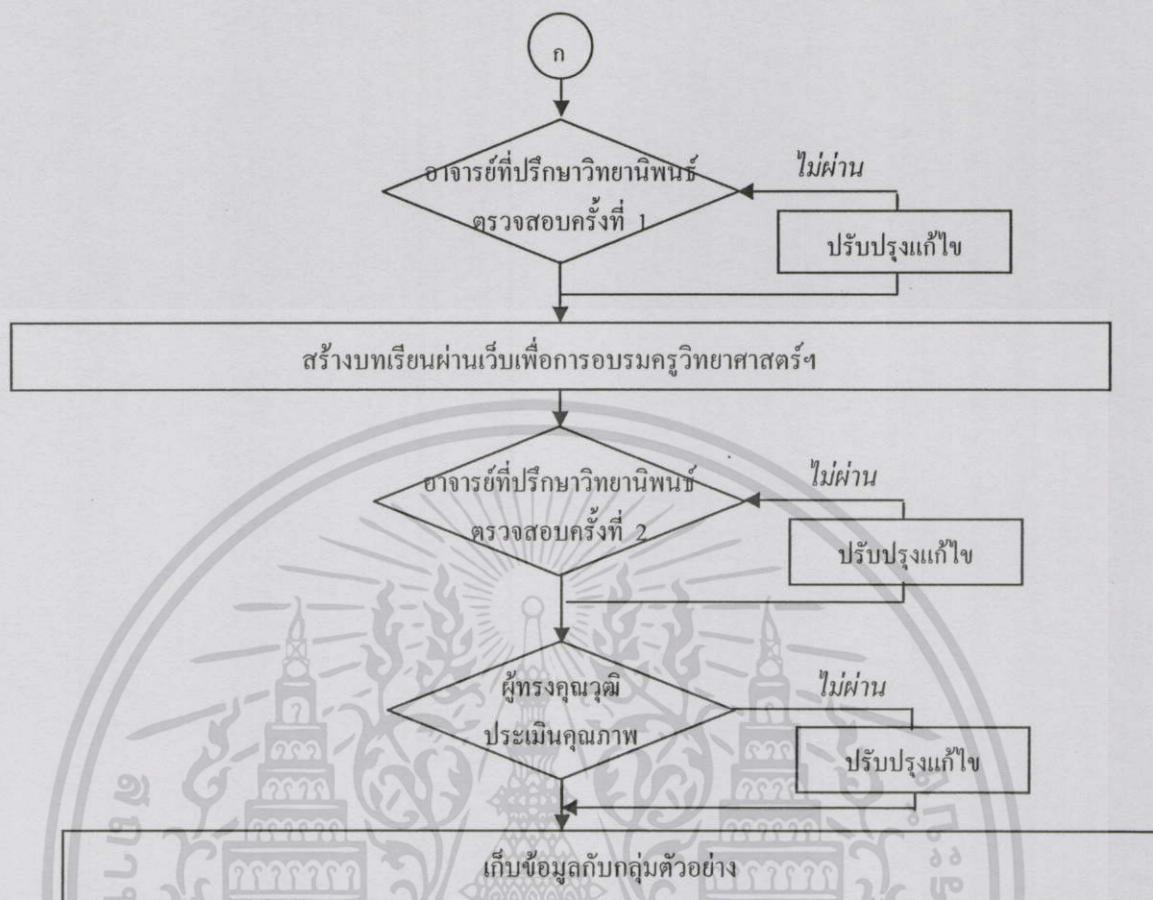 ก
อาจารย์ที่ปรึกษาวิทยานิพนธ์
ตรวจสอบครั้งที่ 1
ไม่ผ่าน
ปรับปรุงแก้ไข
สร้างบทเรียนผ่านเว็บเพื่อการอบรมครูวิทยาศาสตร์ฯ
อาจารย์ที่ปรึกษาวิทยานิพนธ์
ตรวจสอบครั้งที่ 2
ไม่ผ่าน
ปรับปรุงแก้ไข
ผู้ทรงคุณวุฒิ
ประเมินคุณภาพ
ไม่ผ่าน
ปรับปรุงแก้ไข
เก็บข้อมูลกับกลุ่มตัวอย่าง